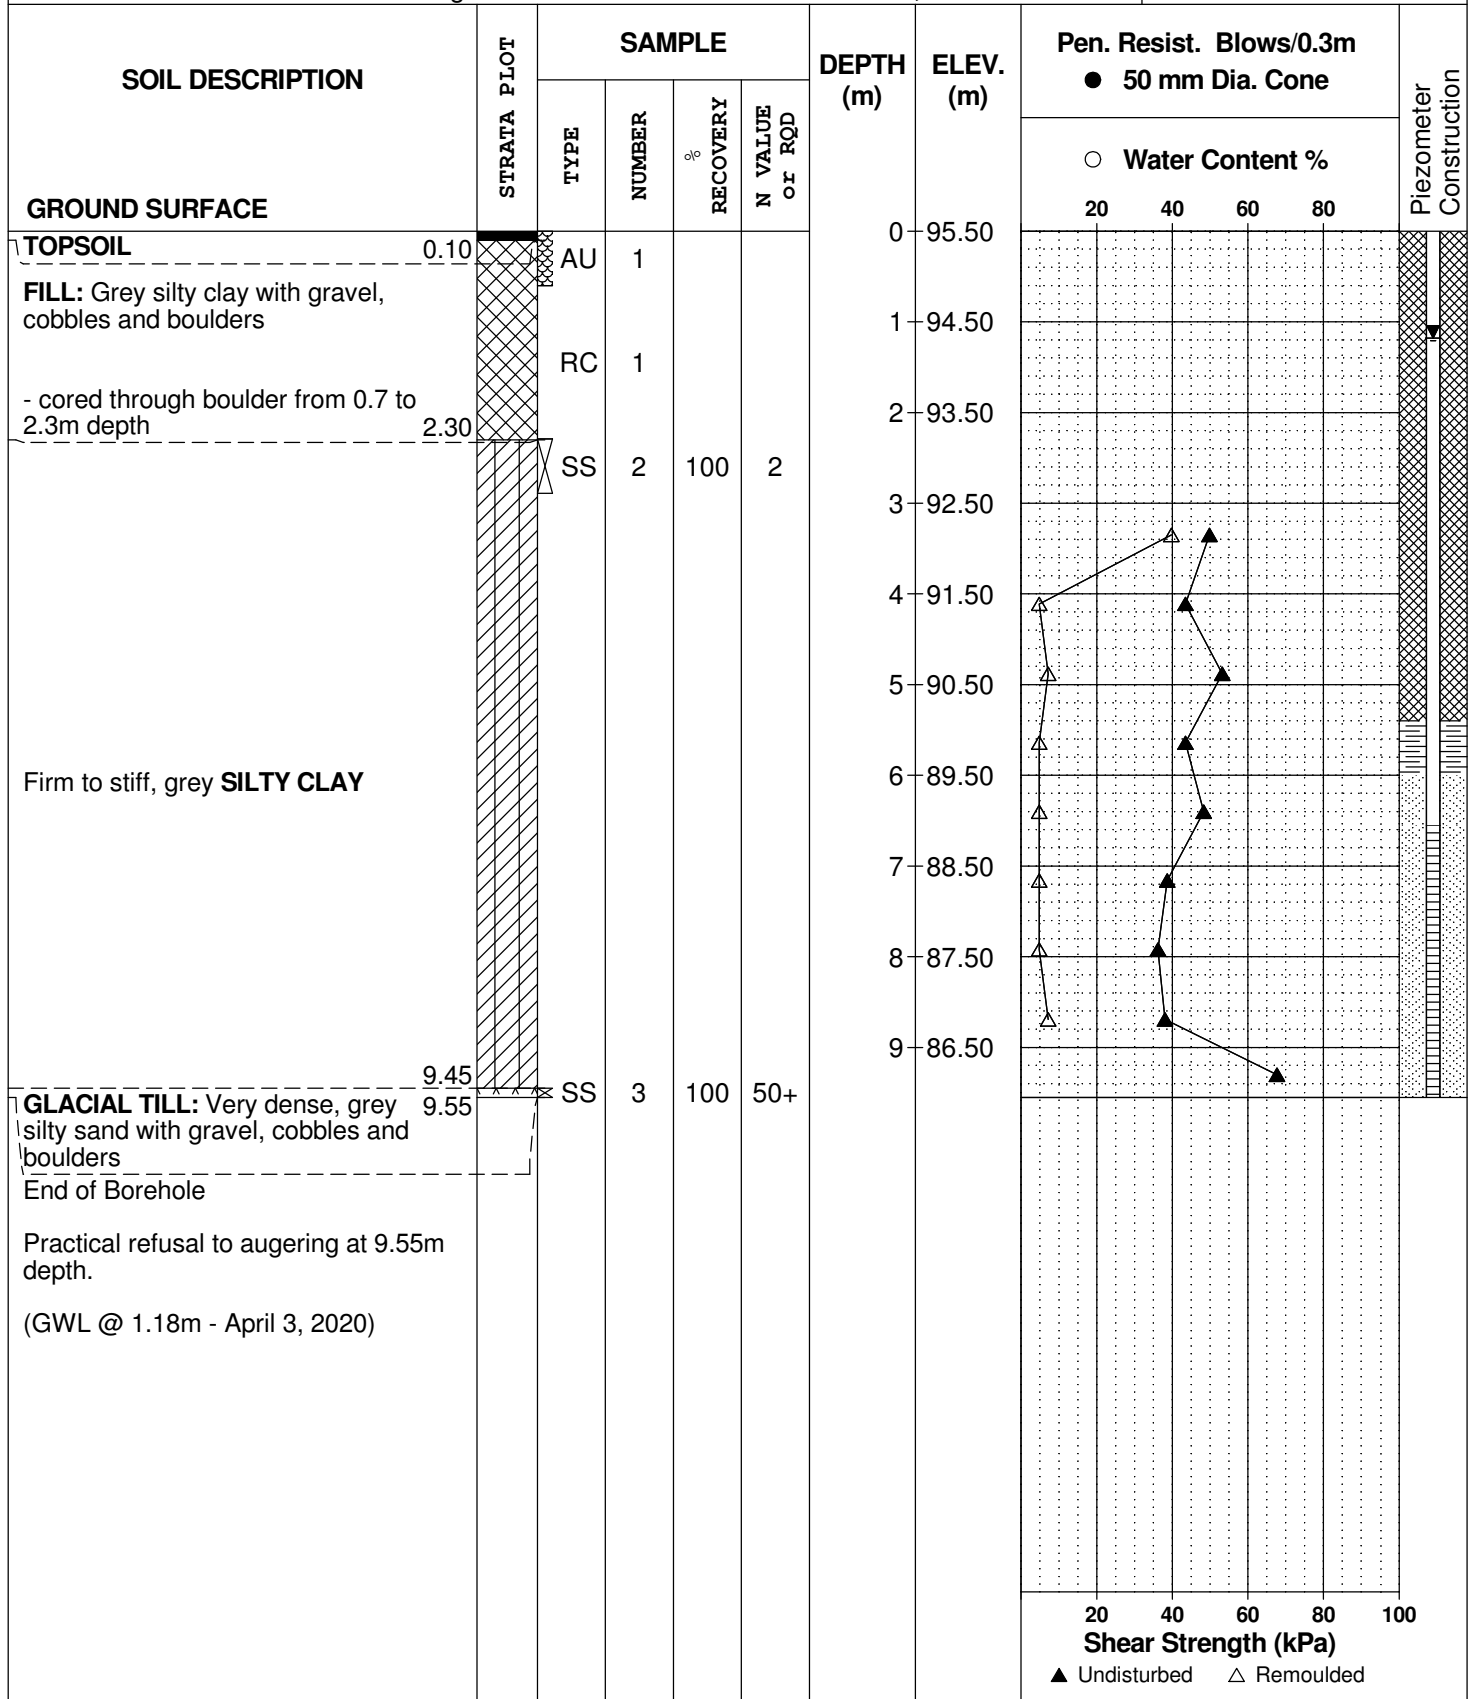 SOIL DESCRIPTION
GROUND SURFACE
STRATA PLOT
SAMPLE
TYPE
NUMBER
%
RECOVERY
N VALUE
or RQD
DEPTH
(m)
ELEV.
(m)
Pen. Resist. Blows/0.3m
● 50 mm Dia. Cone
○ Water Content %
20 40 60 80
Piezometer
Construction
0 95.50
TOPSOIL 0.10
AU 1
FILL: Grey silty clay with gravel,
cobbles and boulders
1 94.50
RC 1
- cored through boulder from 0.7 to
2.3m depth 2.30
2 93.50
SS 2 100 2
3 92.50
4 91.50
5 90.50
Firm to stiff, grey SILTY CLAY
6 89.50
7 88.50
8 87.50
9 86.50
9.45
GLACIAL TILL: Very dense, grey 9.55
silty sand with gravel, cobbles and
boulders
SS 3 100 50+
End of Borehole
Practical refusal to augering at 9.55m
depth.
(GWL @ 1.18m - April 3, 2020)
20 40 60 80 100
Shear Strength (kPa)
▲ Undisturbed △ Remoulded